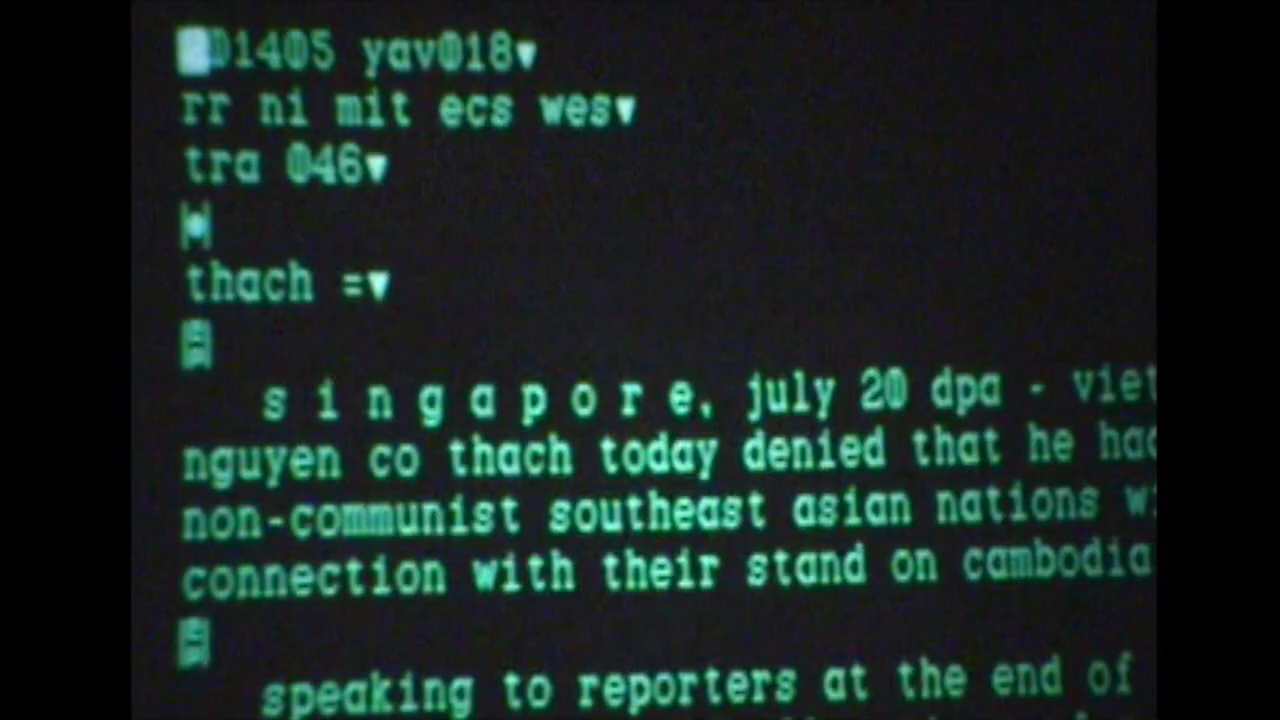 01405 yav018▼
rr ni mit ecs wes▼
tra 046▼
thach =▼
s i n g a p o r e, july 20 dpa - viet
nguyen co thach today denied that he had
non-communist southeast asian nations wi
connection with their stand on cambodia
speaking to reporters at the end of